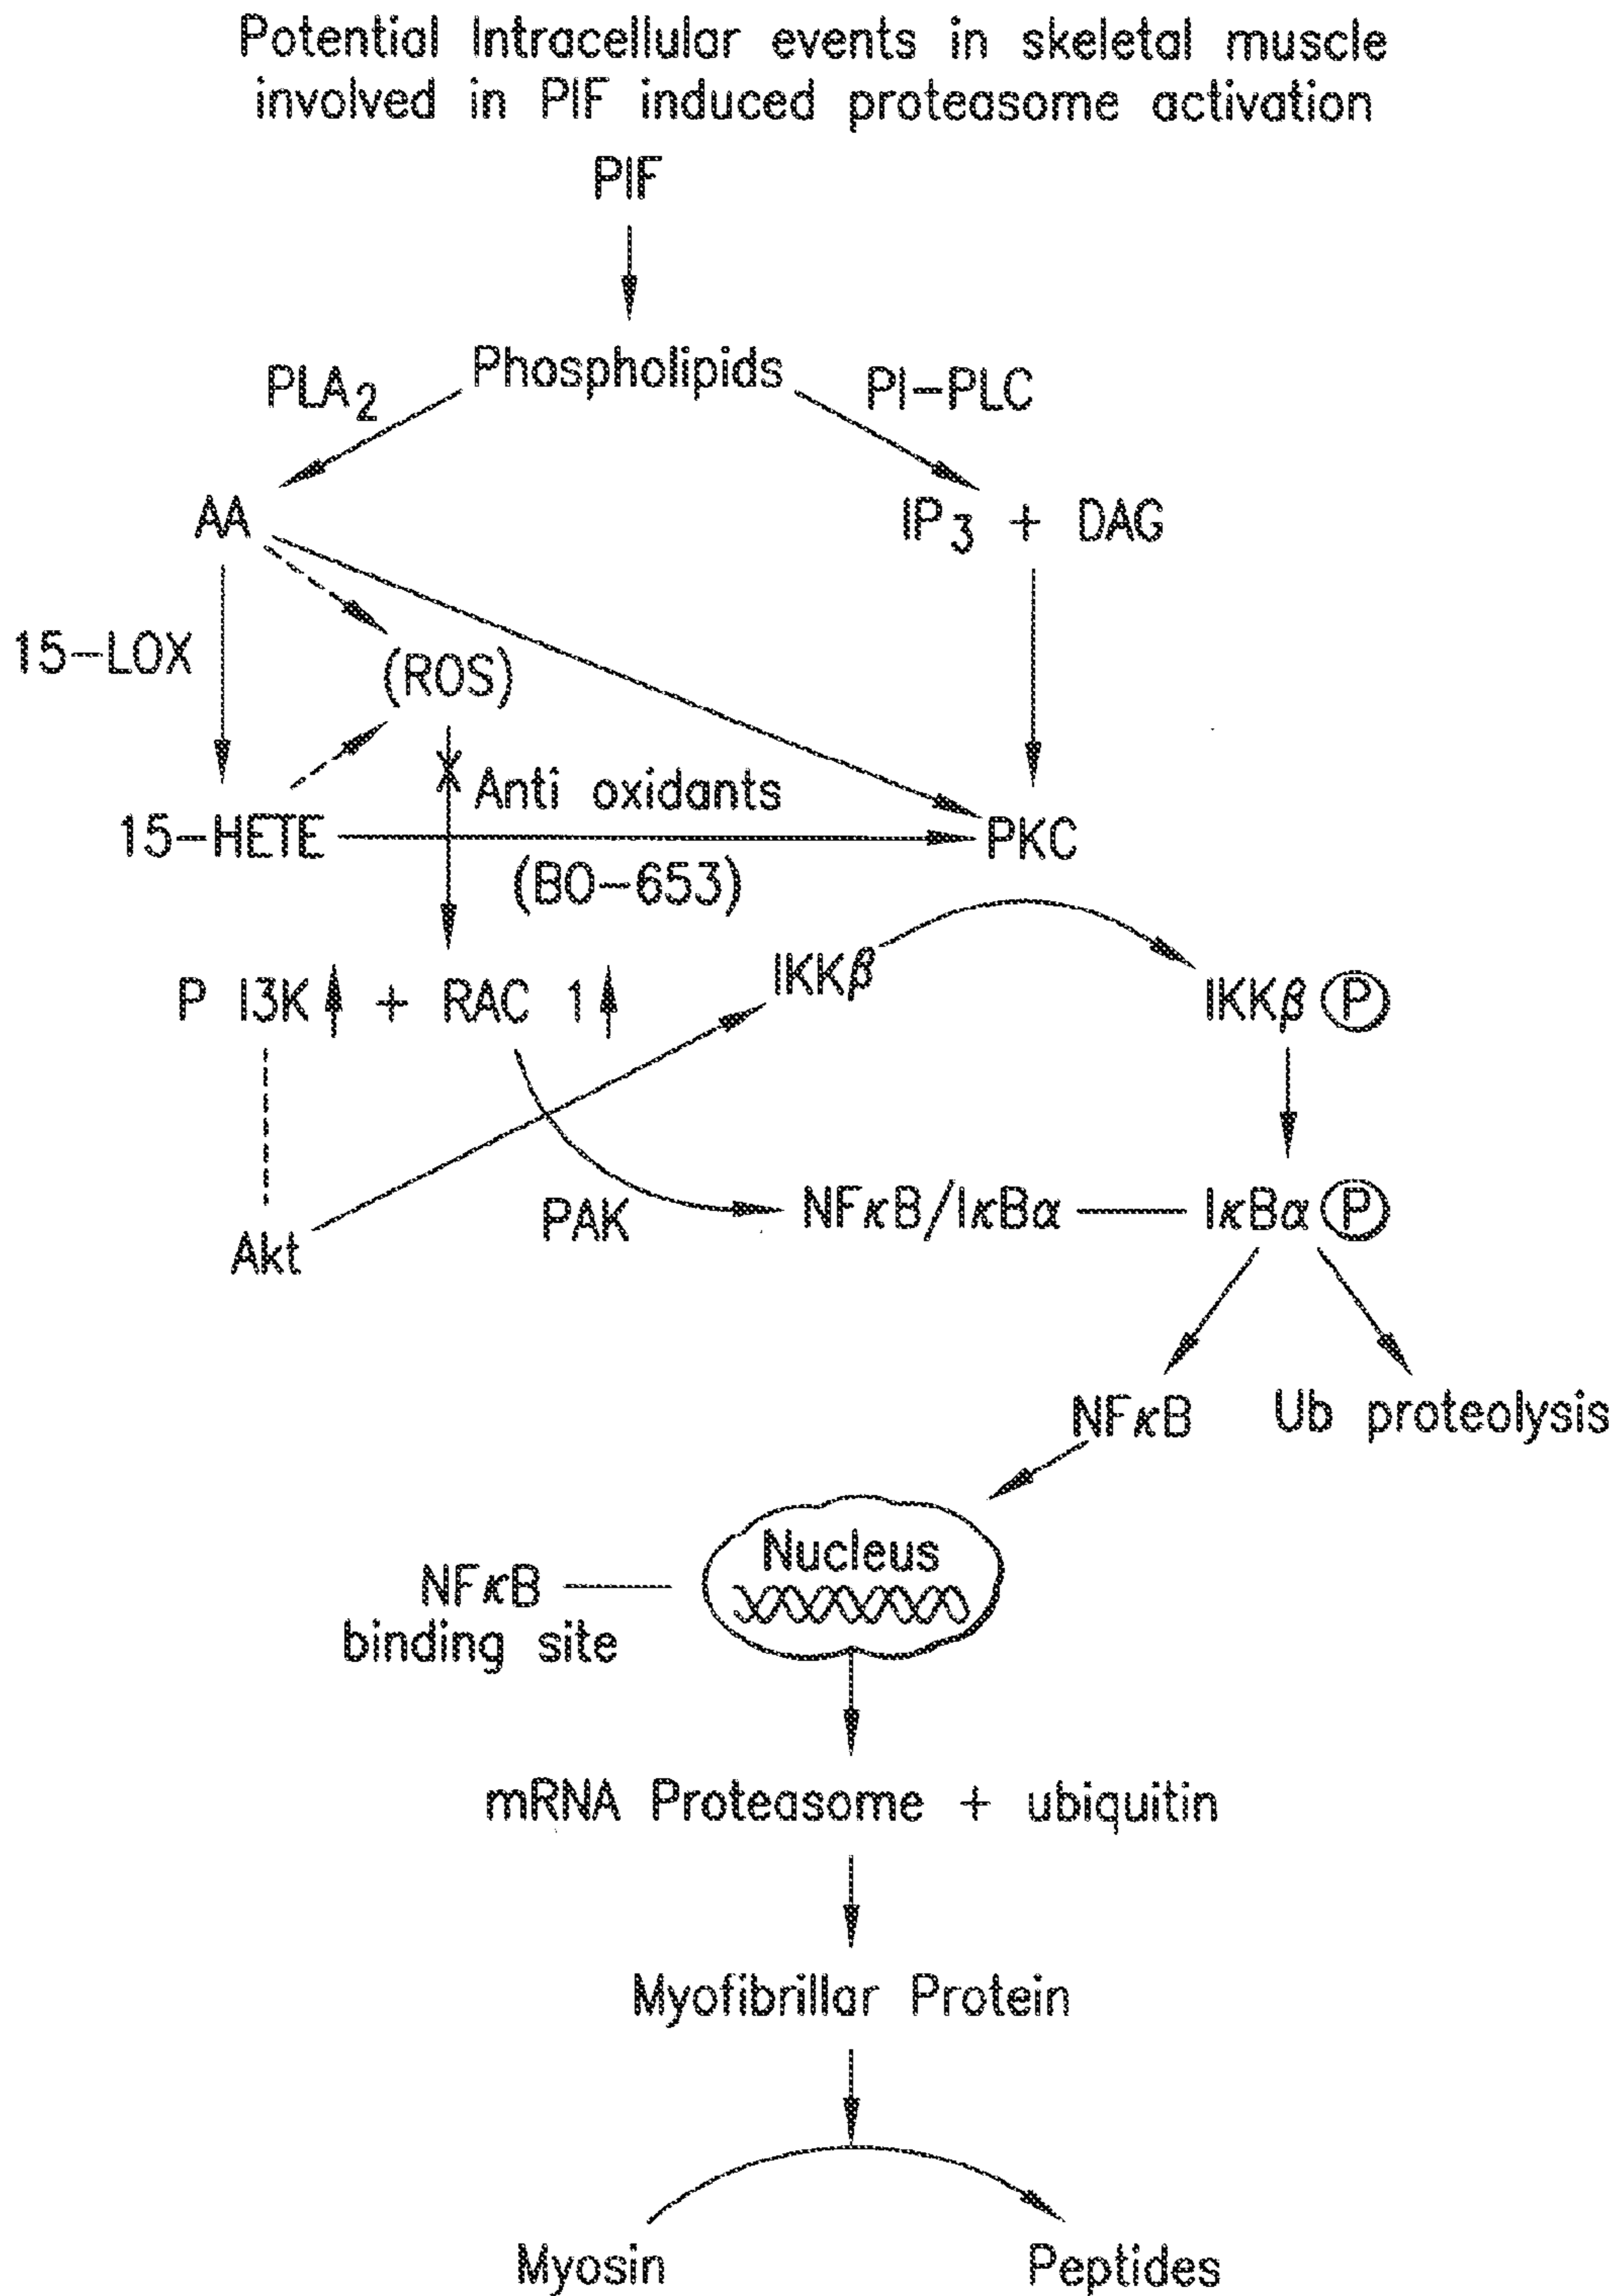 Potential Intracellular events in skeletal muscle
involved in PIF induced proteasome activation
PIF
Phospholipids
PLA2
PI-PLC
AA
IP3 + DAG
15-LOX
(ROS)
Anti oxidants
15-HETE
PKC
(BO-653)
P I3K + RAC 1
IKKβ
IKKβ P
PAK
NFκB/IκBα
IκBα P
Akt
NFκB
Ub proteolysis
Nucleus
NFκB
binding site
mRNA Proteasome + ubiquitin
Myofibrillar Protein
Myosin
Peptides